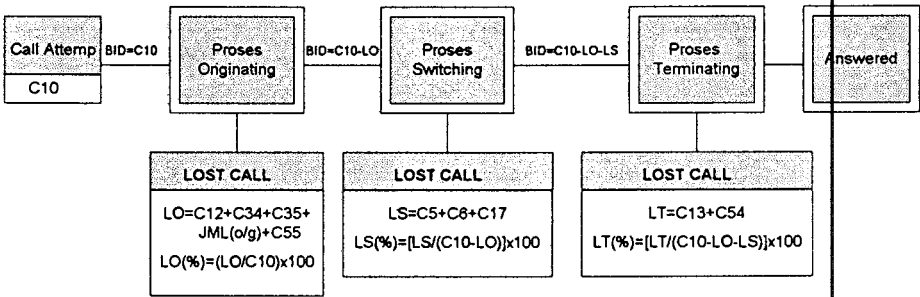 Call Attemp
C10
BID=C10
Proses
Originating
BID=C10-LO
Proses
Switching
BID=C10-LO-LS
Proses
Terminating
Answered
LOST CALL
LO=C12+C34+C35+
JML(o/g)+C55
LO(%)=(LO/C10)x100
LOST CALL
LS=C5+C6+C17
LS(%)=[LS/(C10-LO)]x100
LOST CALL
LT=C13+C54
LT(%)=[LT/(C10-LO-LS)]x100